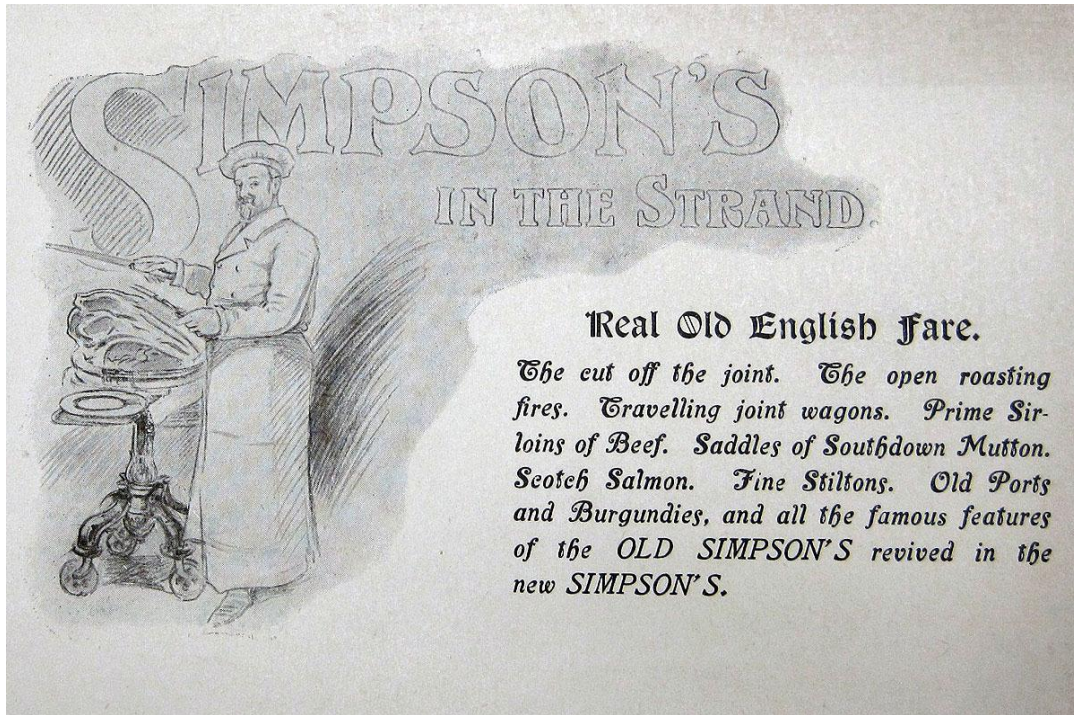 SIMPSON'S
IN THE STRAND.
Real Old English Fare.
The cut off the joint. The open roasting
fires. Travelling joint wagons. Prime Sir-
loins of Beef. Saddles of Southdown Mutton.
Scotch Salmon. Fine Stiltons. Old Ports
and Burgundies, and all the famous features
of the OLD SIMPSON'S revived in the
new SIMPSON'S.